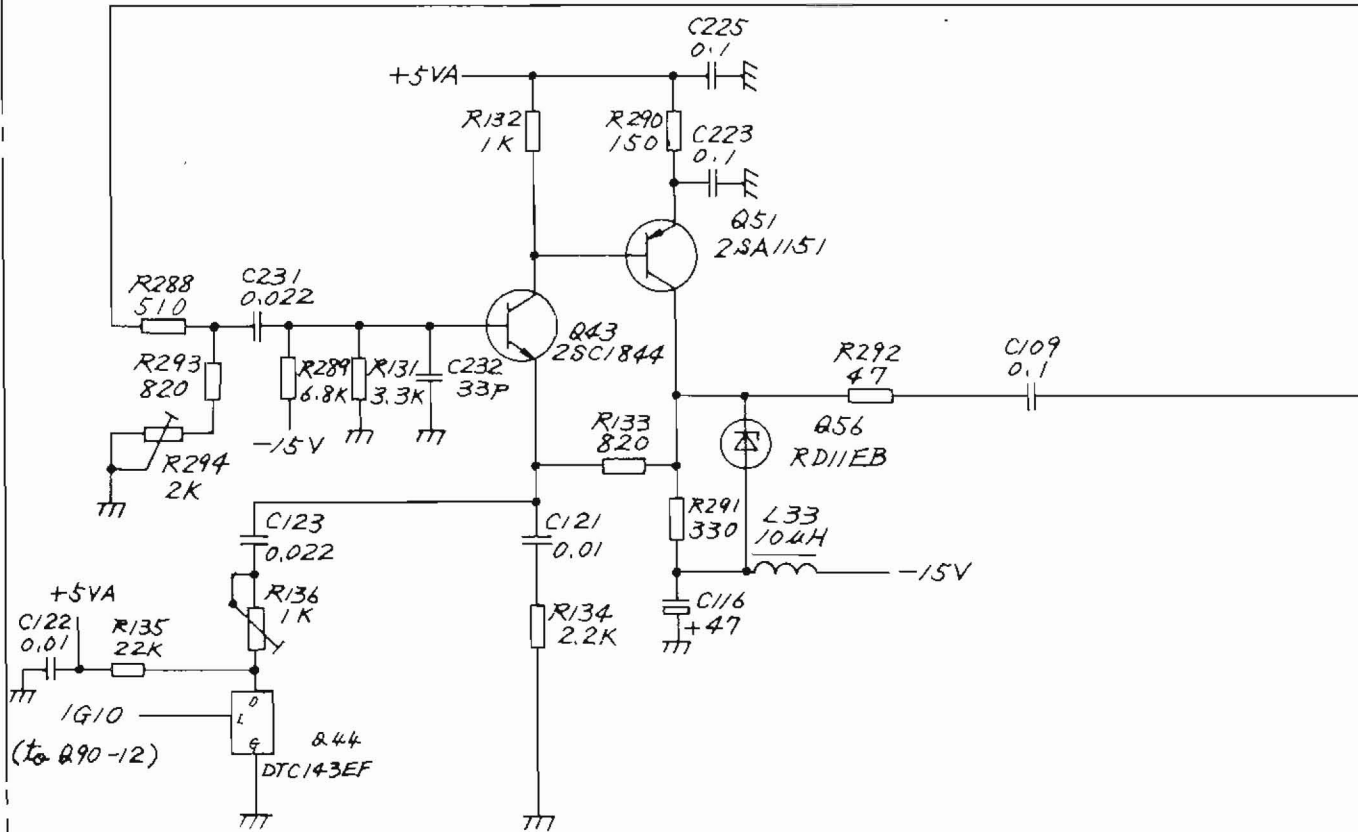 C225
0.1
+5VA
R132
1K
R290
150
C223
0.1
Q51
2SA1151
R288
510
C231
0.022
Q43
2SC1844
R293
820
R289
6.8K
R131
3.3K
C232
33P
R292
47
C109
0.1
-15V
R294
2K
R133
820
Q56
RD11EB
C123
0.022
C121
0.01
R291
330
L33
10uH
-15V
+5VA
R136
1K
C122
0.01
R135
22K
R134
2.2K
C116
+47
1G10
O
I
G
(to Q90-12)
Q44
DTC143EF